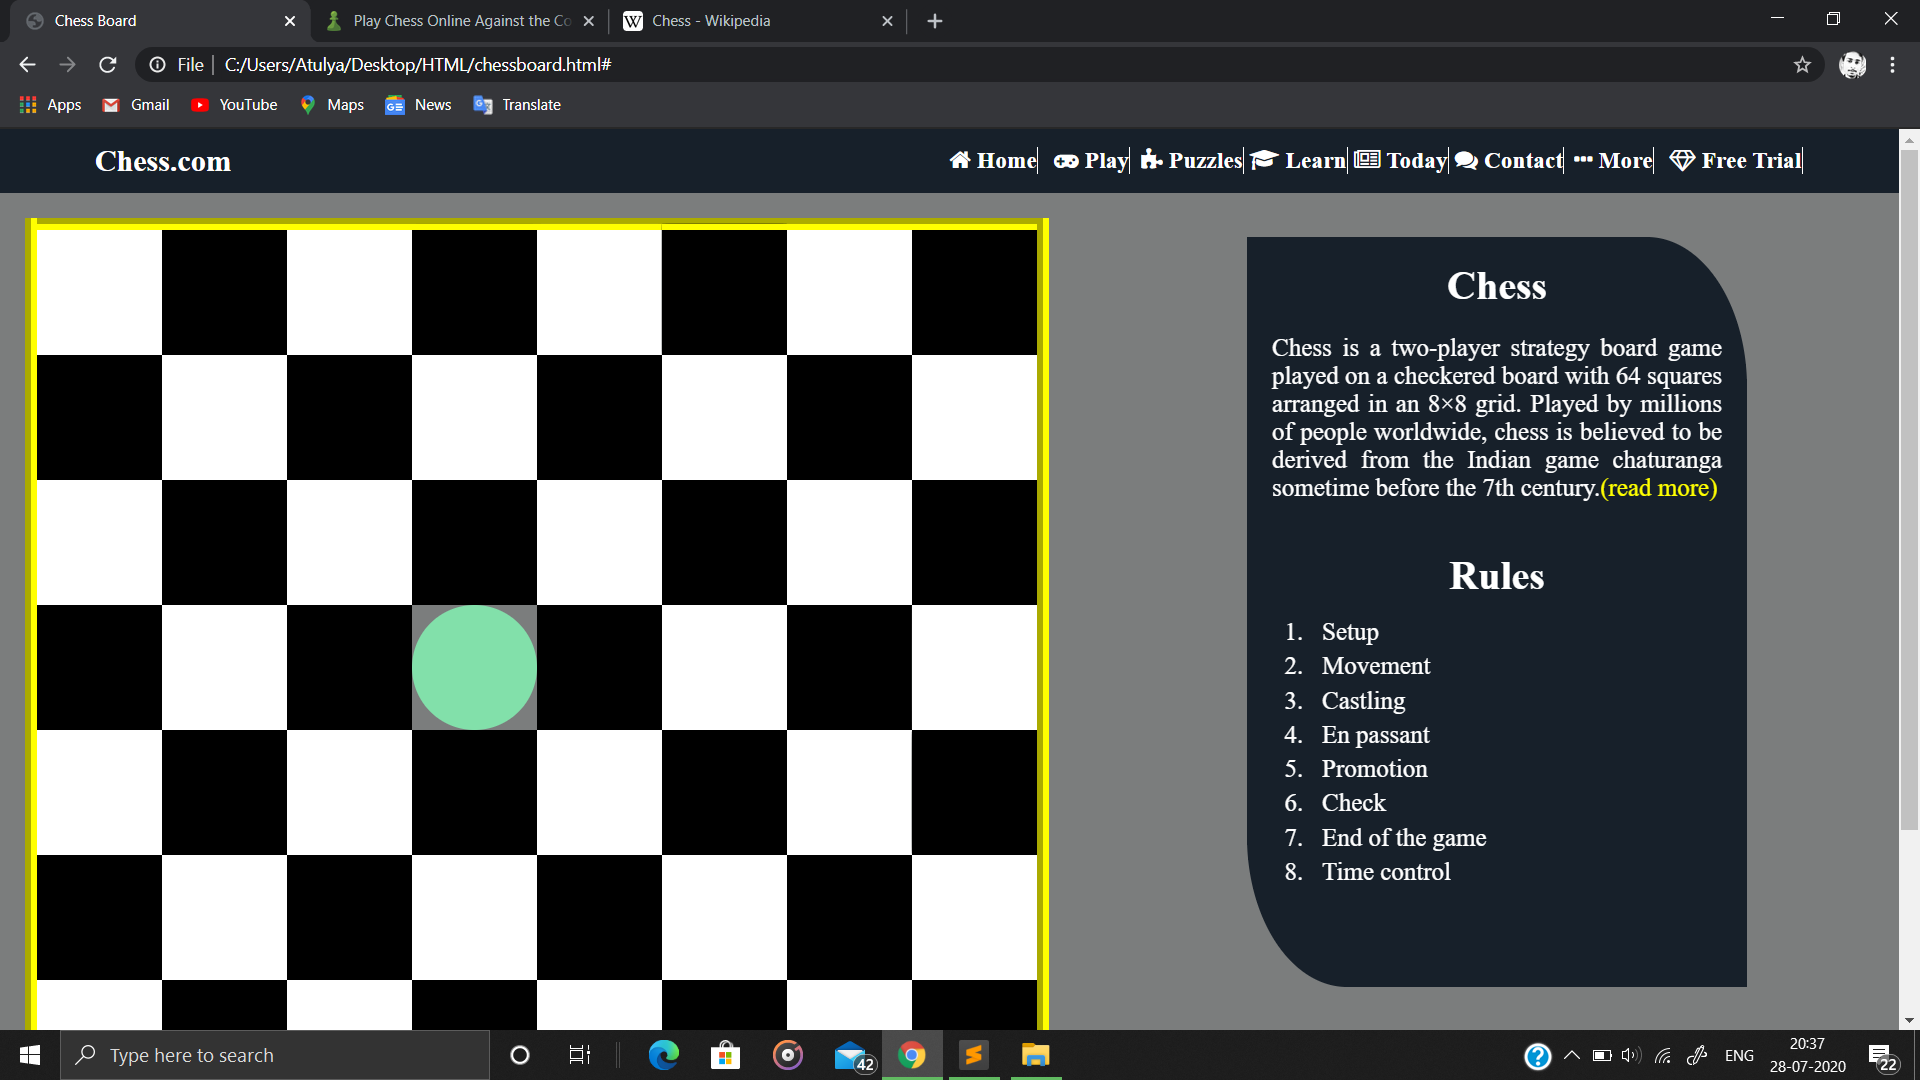 Chess Board
Play Chess Online Against the Co
Chess - Wikipedia
File
C:/Users/Atulya/Desktop/HTML/chessboard.html#
Apps
Gmail
YouTube
Maps
News
Translate
Chess.com
Home
Play
Puzzles
Learn
Today
Contact
More
Free Trial
Chess
Chess is a two-player strategy board game
played on a checkered board with 64 squares
arranged in an 8×8 grid. Played by millions
of people worldwide, chess is believed to be
derived from the Indian game chaturanga
sometime before the 7th century.(read more)
Rules
1. Setup
2. Movement
3. Castling
4. En passant
5. Promotion
6. Check
7. End of the game
8. Time control
Type here to search
42
ENG
20:37
28-07-2020
22